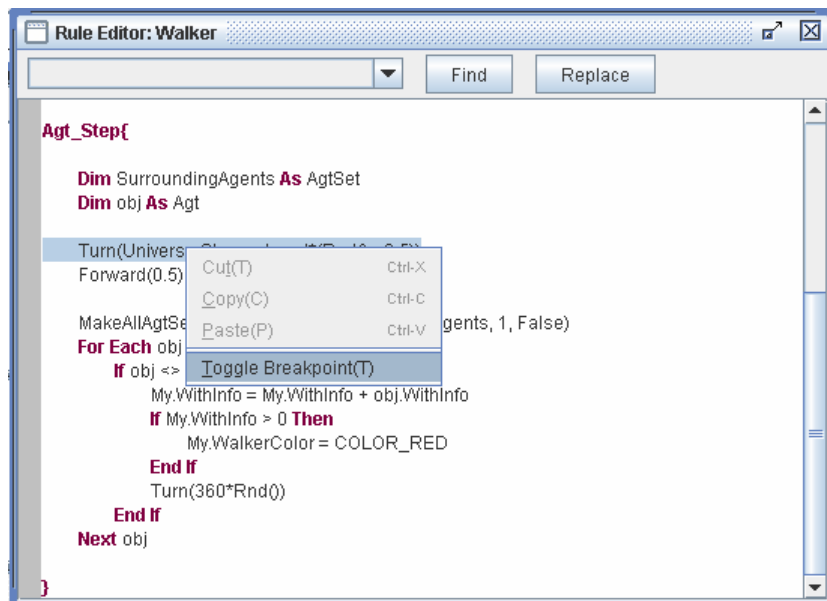 Rule Editor: Walker
Find Replace
Agt_Step{
Dim SurroundingAgents As AgtSet
Dim obj As Agt
Turn(Univers
Forward(0.5)
Cut(T) Ctrl-X
Copy(C) Ctrl-C
MakeAllAgtSe gents, 1, False)
Paste(P) Ctrl-V
For Each obj
Toggle Breakpoint(T)
If obj <>
My.WithInfo = My.WithInfo + obj.WithInfo
If My.WithInfo > 0 Then
My.WalkerColor = COLOR_RED
End If
Turn(360*Rnd())
End If
Next obj
}